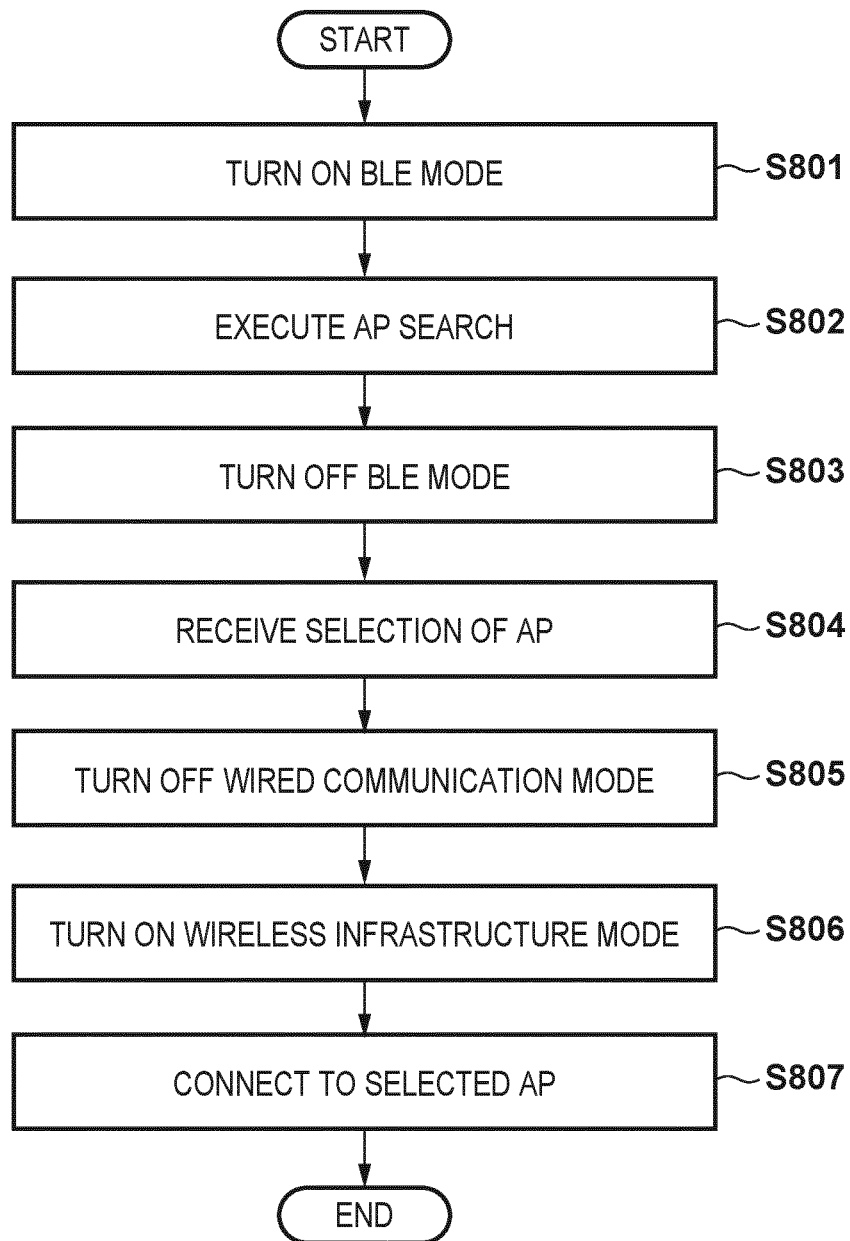 START
TURN ON BLE MODE
S801
EXECUTE AP SEARCH
S802
TURN OFF BLE MODE
S803
RECEIVE SELECTION OF AP
S804
TURN OFF WIRED COMMUNICATION MODE
S805
TURN ON WIRELESS INFRASTRUCTURE MODE
S806
CONNECT TO SELECTED AP
S807
END